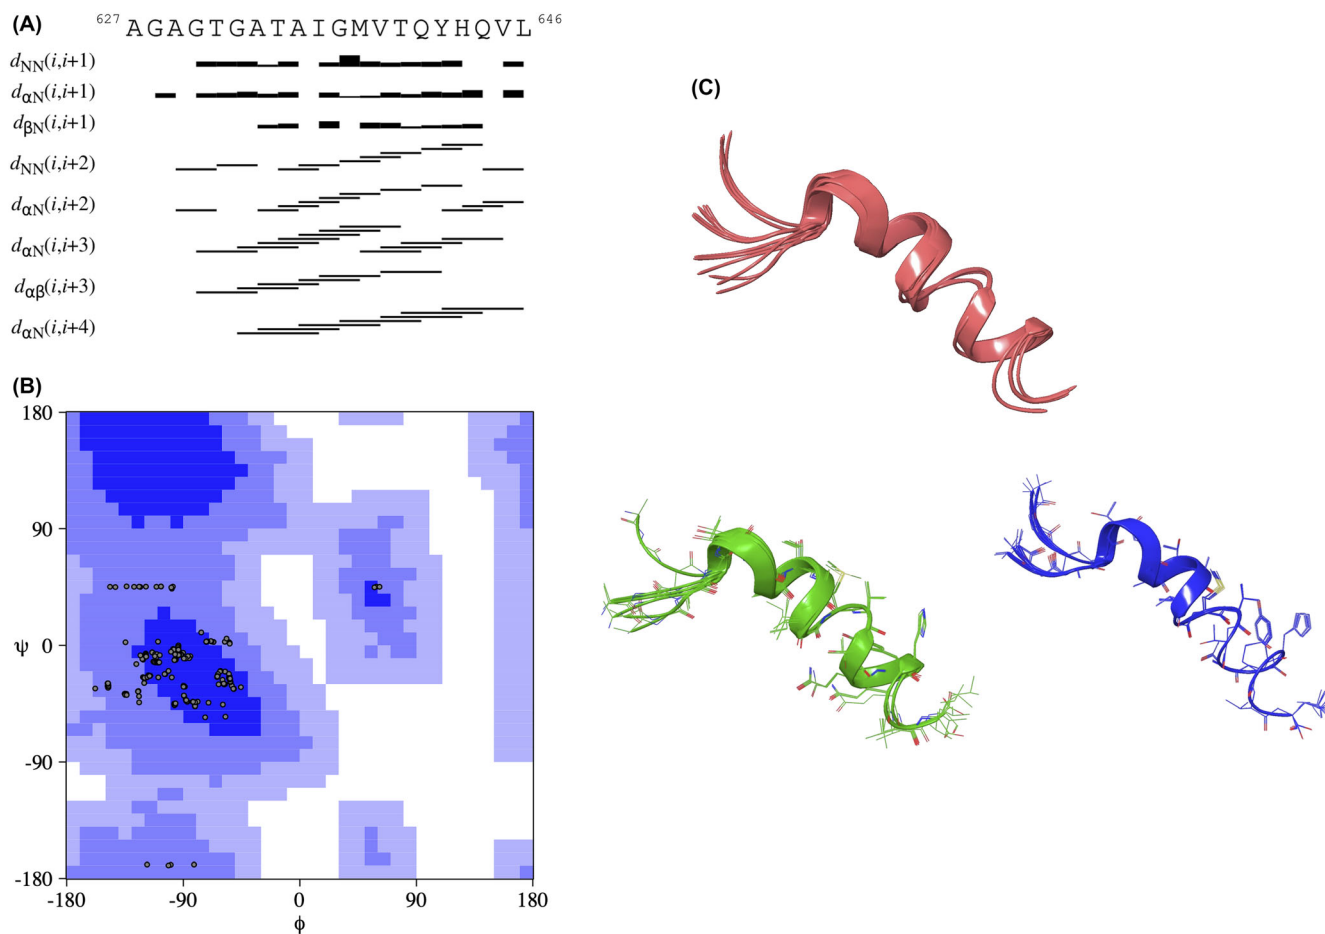 (A)
627 AGAGTGATAIGMVTQYHQVL 646
dNN(i,i+1)
dαN(i,i+1)
dβN(i,i+1)
dNN(i,i+2)
dαN(i,i+2)
dαN(i,i+3)
dαβ(i,i+3)
dαN(i,i+4)
(B)
180
90
ψ 0
-90
-180
-180 -90 0 90 180
ϕ
(C)